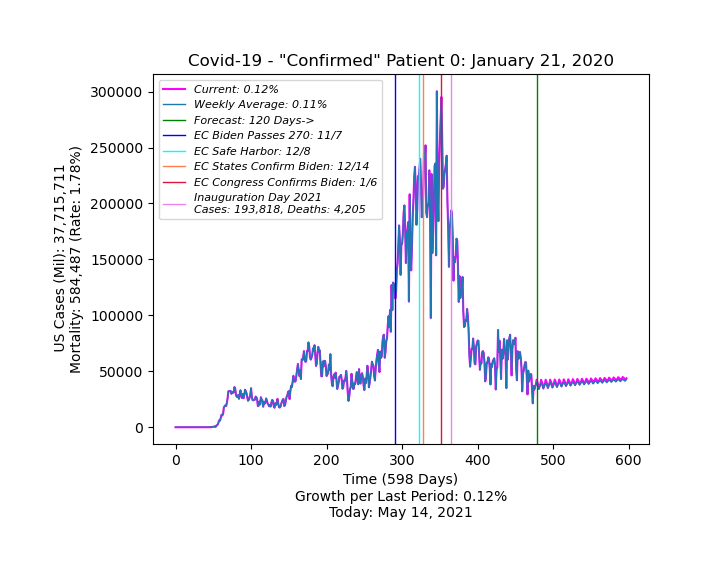 Covid-19 - "Confirmed" Patient 0: January 21, 2020
US Cases (Mil): 37,715,711
Mortality: 584,487 (Rate: 1.78%)
300000
250000
200000
150000
100000
50000
0
Current: 0.12%
Weekly Average: 0.11%
Forecast: 120 Days->
EC Biden Passes 270: 11/7
EC Safe Harbor: 12/8
EC States Confirm Biden: 12/14
EC Congress Confirms Biden: 1/6
Inauguration Day 2021
Cases: 193,818, Deaths: 4,205
0 100 200 300 400 500 600
Time (598 Days)
Growth per Last Period: 0.12%
Today: May 14, 2021